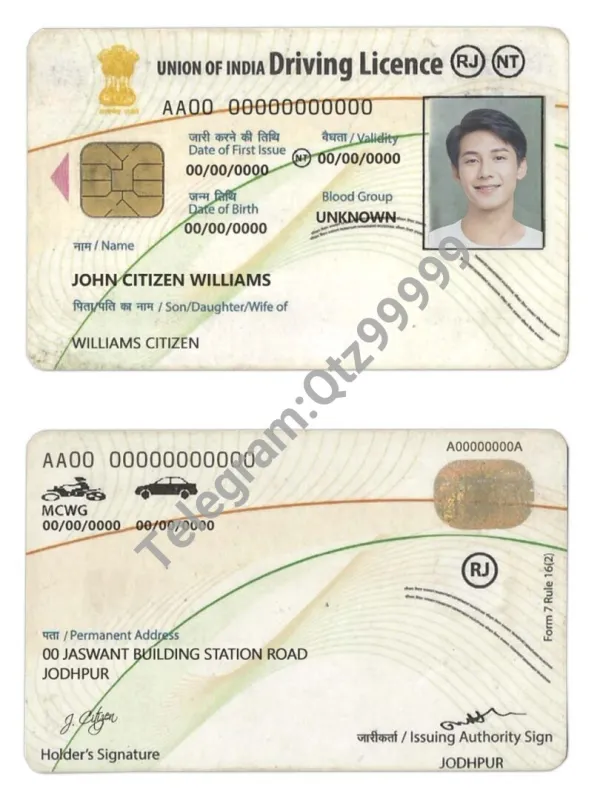 UNION OF INDIA Driving Licence RJ NT
AA00 00000000000
जारी करने की तिथि
Date of First Issue
00/00/0000
वैधता / Validity
NT 00/00/0000
जन्म तिथि
Date of Birth
00/00/0000
Blood Group
UNKNOWN
नाम / Name
JOHN CITIZEN WILLIAMS
पिता/पति का नाम / Son/Daughter/Wife of
WILLIAMS CITIZEN
Telegram:Qtz99999
AA00 00000000000
A00000000A
MCWG
00/00/0000 00/00/0000
RJ
Form 7 Rule 16(2)
पता / Permanent Address
00 JASWANT BUILDING STATION ROAD
JODHPUR
J. Citizen
Holder's Signature
जारीकर्ता / Issuing Authority Sign
JODHPUR